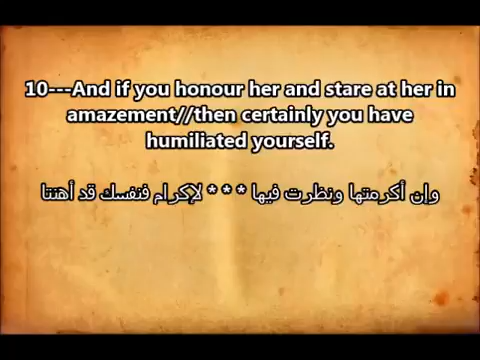 10---And if you honour her and stare at her in
amazement//then certainly you have
humiliated yourself.
وإن أكرمتها ونظرت فيها *** لإكرام فنفسك قد أهنتا